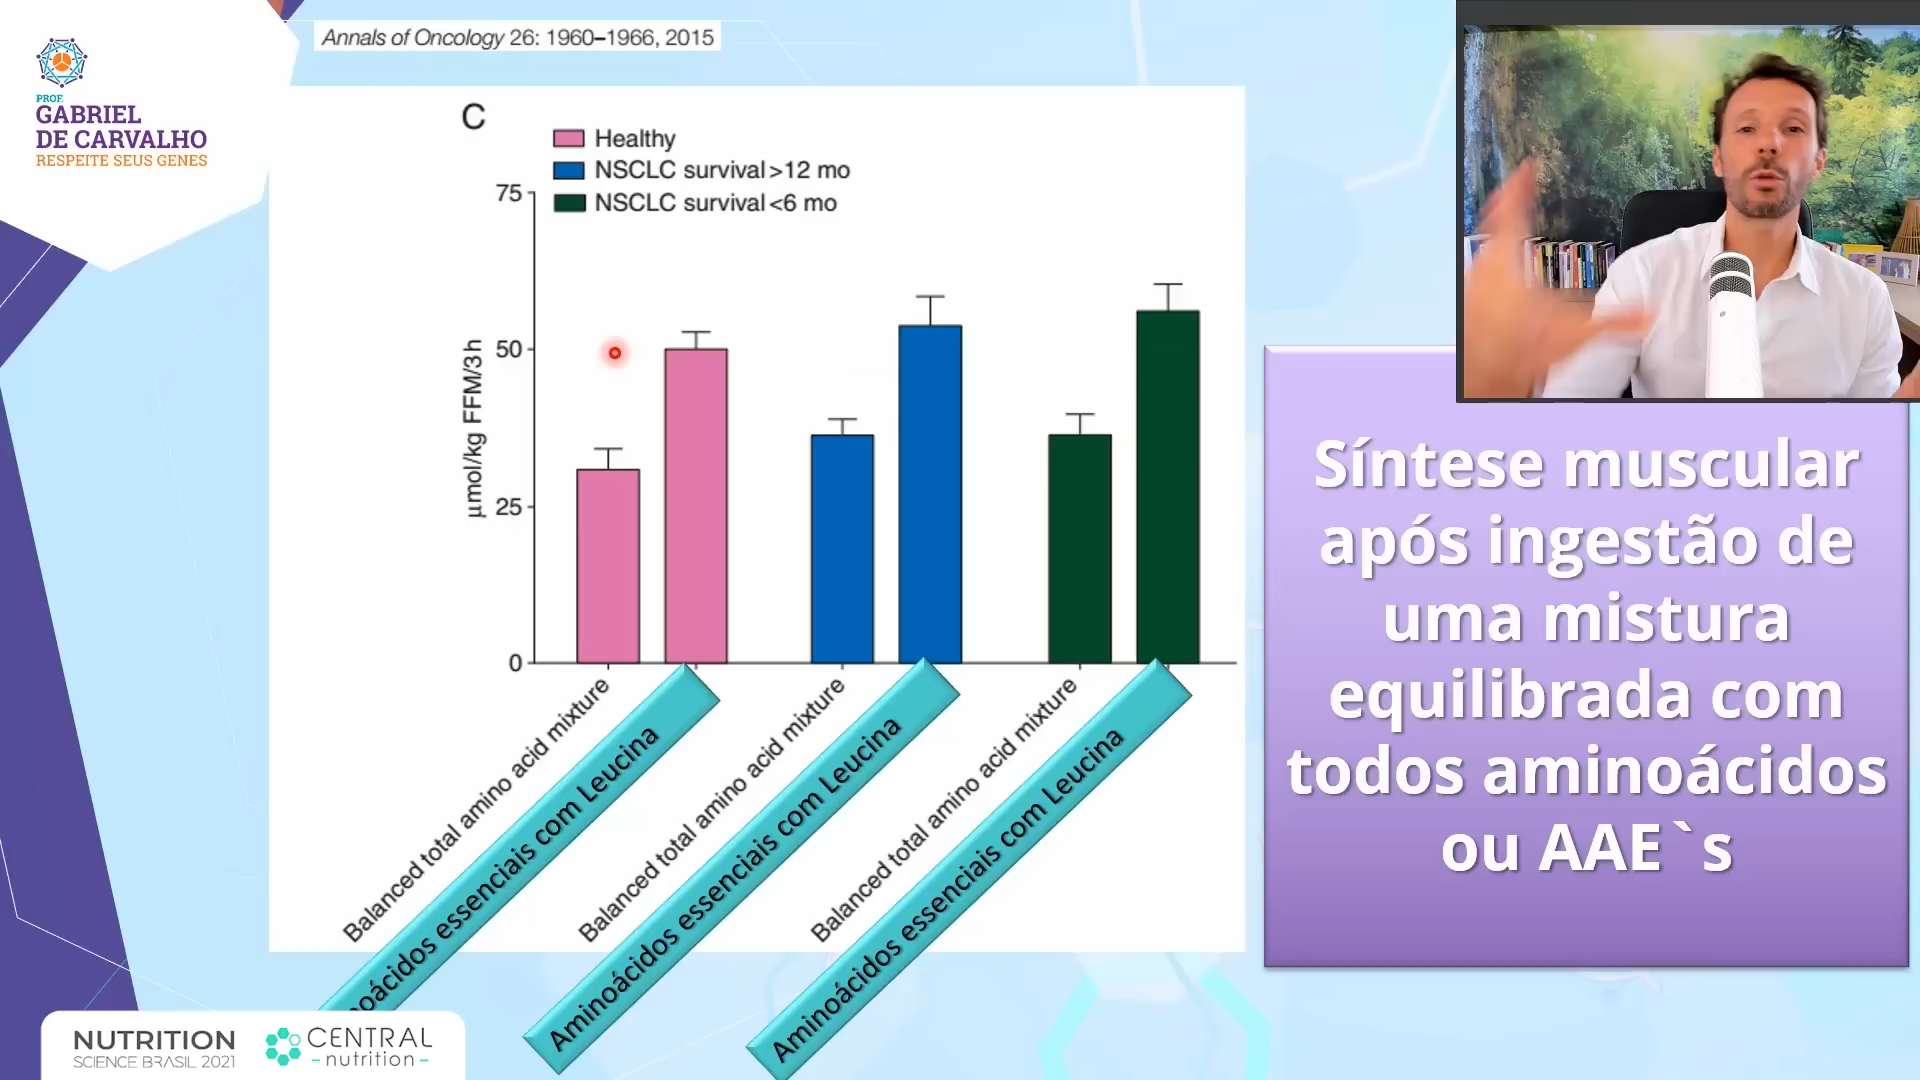 Annals of Oncology 26: 1960–1966, 2015
PROF.
GABRIEL
DE CARVALHO
RESPEITE SEUS GENES
C
Healthy
NSCLC survival >12 mo
NSCLC survival <6 mo
75
50
25
0
µmol/kg FFM/3 h
Balanced total amino acid mixture
oácidos essenciais com Leucina
Balanced total amino acid mixture
Aminoácidos essenciais com Leucina
Balanced total amino acid mixture
Aminoácidos essenciais com Leucina
Síntese muscular
após ingestão de
uma mistura
equilibrada com
todos aminoácidos
ou AAE`s
NUTRITION
SCIENCE BRASIL 2021
CENTRAL
nutrition